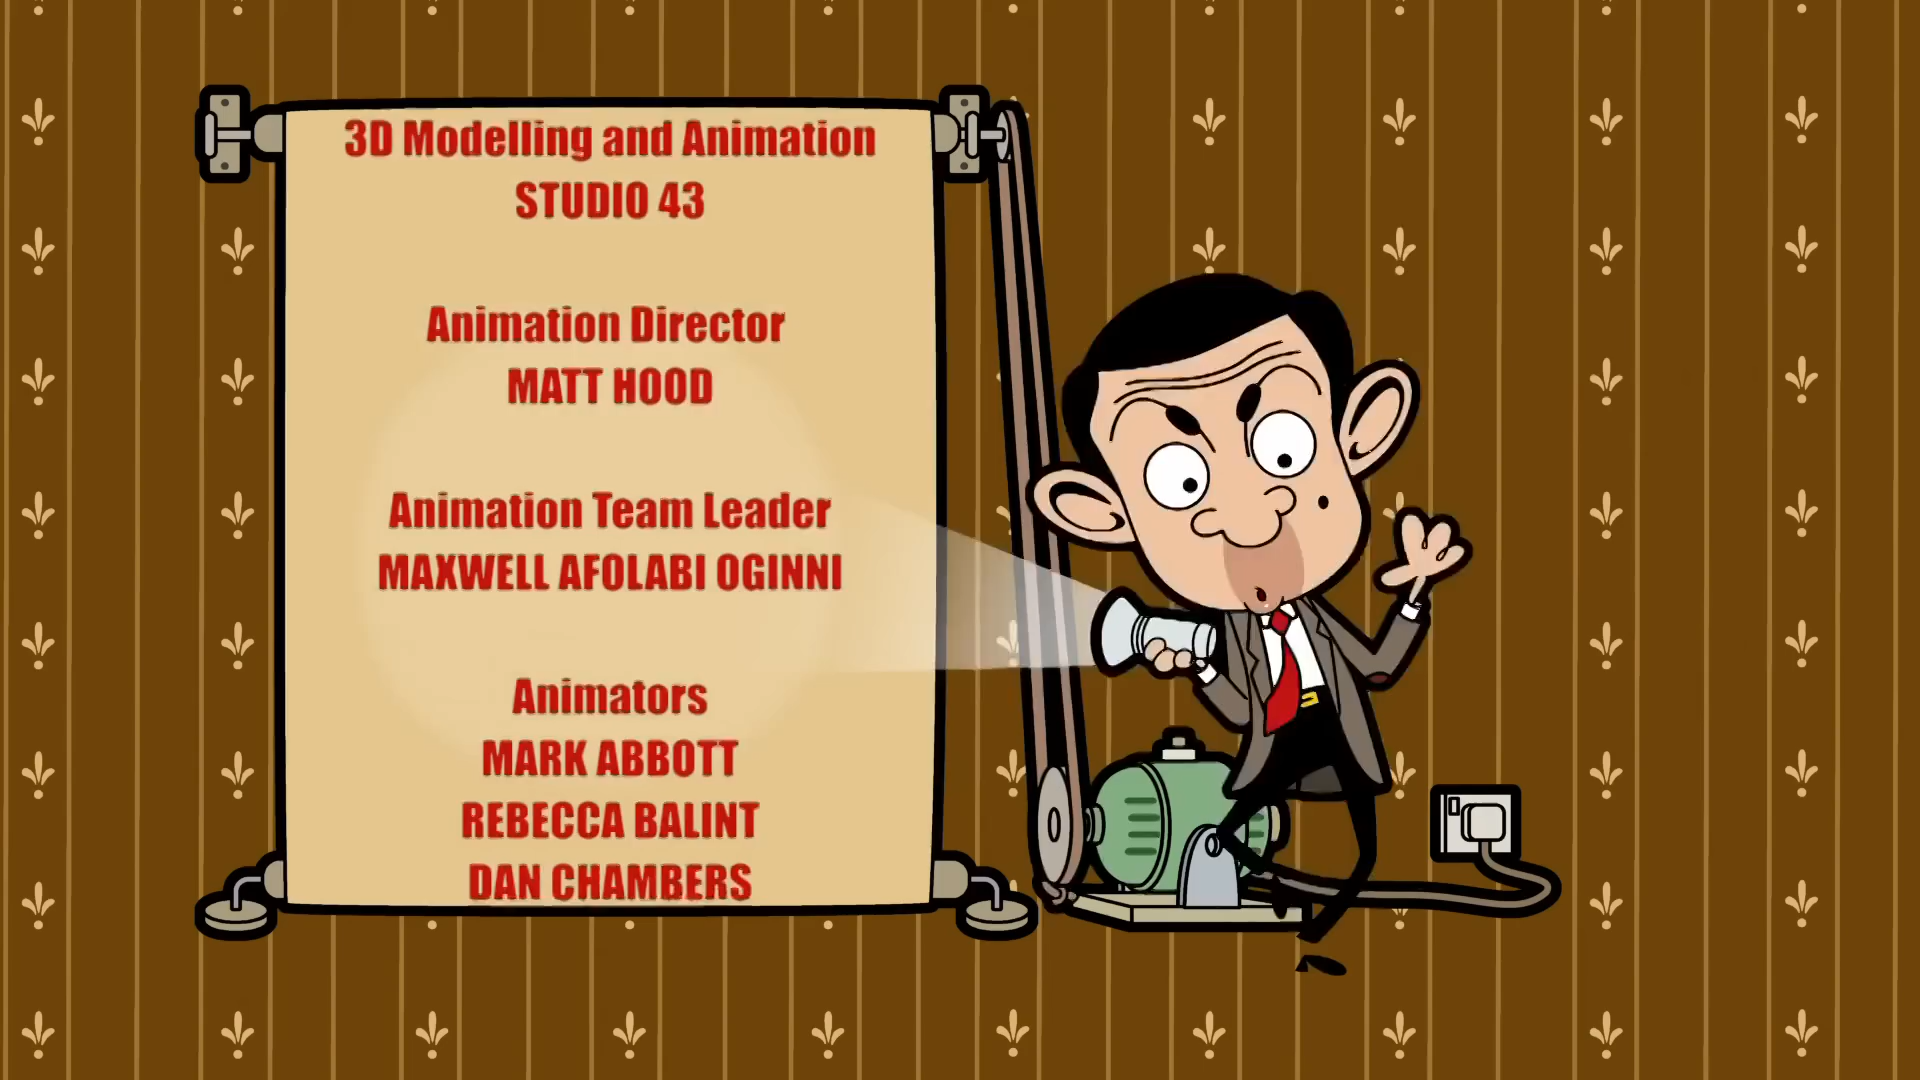 3D Modelling and Animation
STUDIO 43
Animation Director
MATT HOOD
Animation Team Leader
MAXWELL AFOLABI OGINNI
Animators
MARK ABBOTT
REBECCA BALINT
DAN CHAMBERS